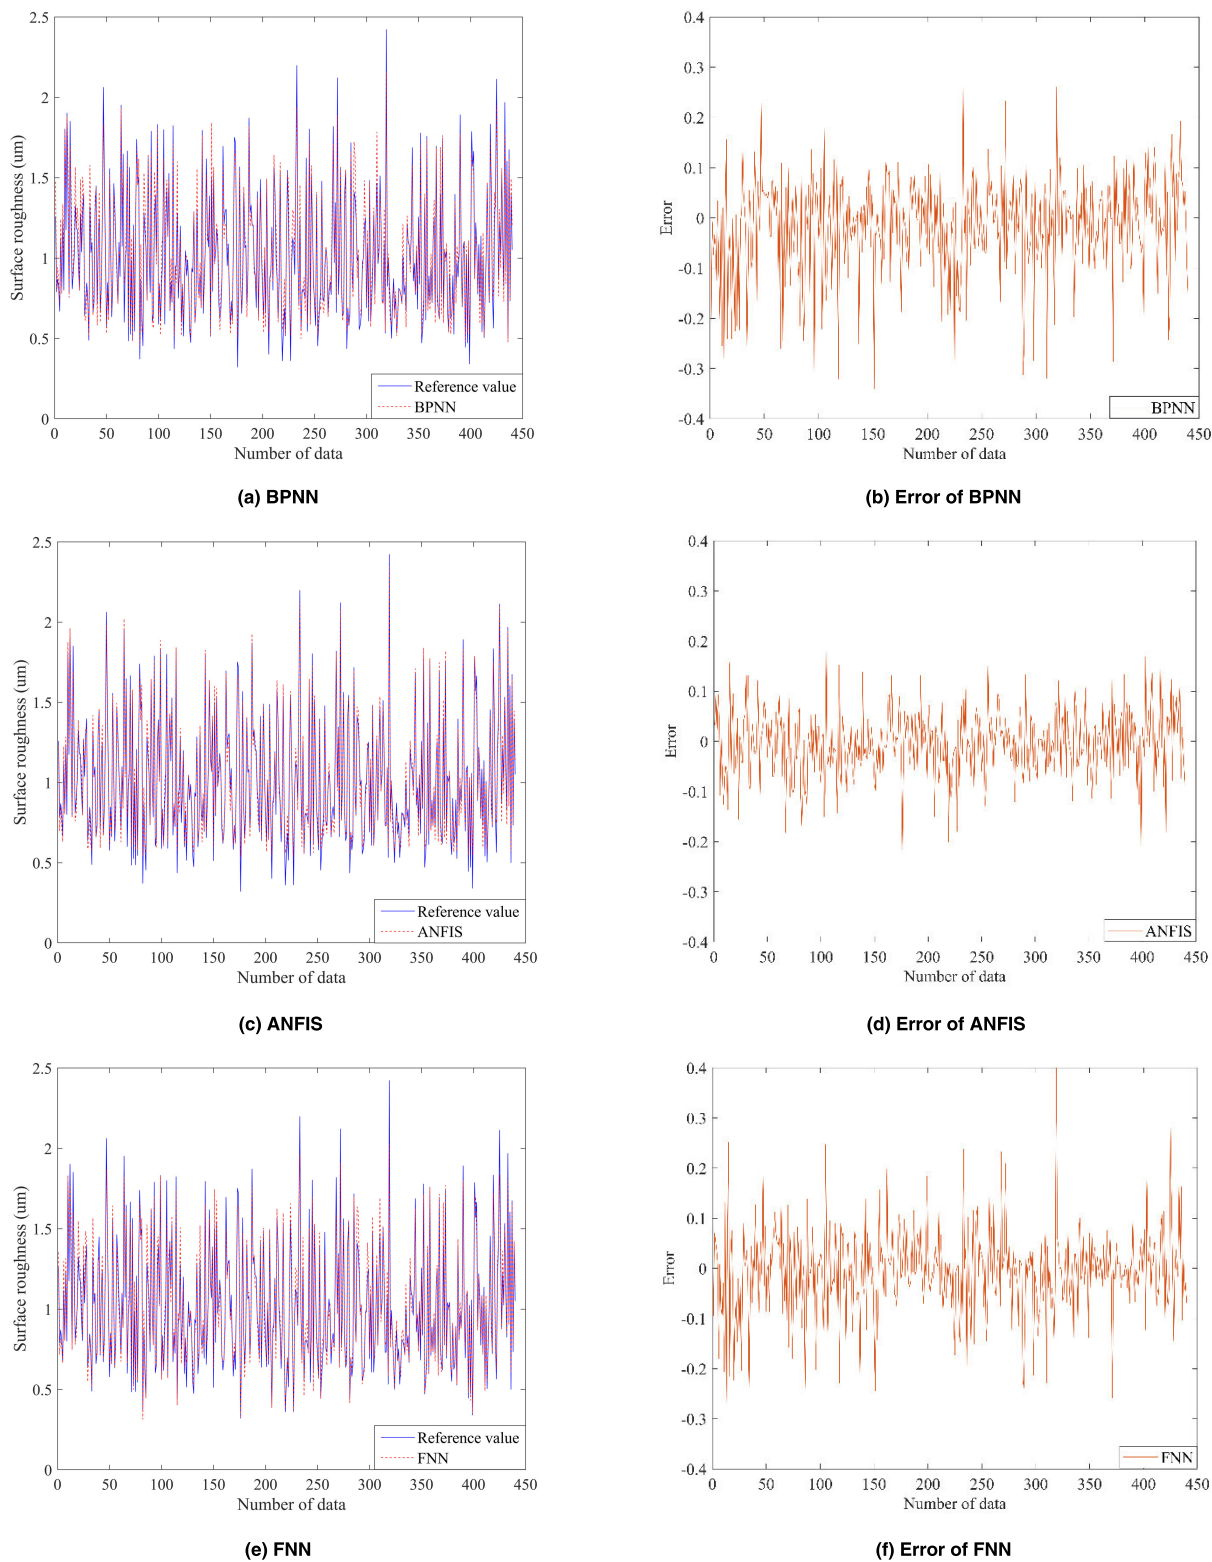 2.5
2
1.5
1
0.5
0
Surface roughness (um)
Reference value
BPNN
0 50 100 150 200 250 300 350 400 450
Number of data
(a) BPNN
0.4
0.3
0.2
0.1
0
-0.1
-0.2
-0.3
-0.4
Error
BPNN
0 50 100 150 200 250 300 350 400 450
Number of data
(b) Error of BPNN
2.5
2
1.5
1
0.5
0
Surface roughness (um)
Reference value
ANFIS
0 50 100 150 200 250 300 350 400 450
Number of data
(c) ANFIS
0.4
0.3
0.2
0.1
0
-0.1
-0.2
-0.3
-0.4
Error
ANFIS
0 50 100 150 200 250 300 350 400 450
Number of data
(d) Error of ANFIS
2.5
2
1.5
1
0.5
0
Surface roughness (um)
Reference value
FNN
0 50 100 150 200 250 300 350 400 450
Number of data
(e) FNN
0.4
0.3
0.2
0.1
0
-0.1
-0.2
-0.3
-0.4
Error
FNN
0 50 100 150 200 250 300 350 400 450
Number of data
(f) Error of FNN